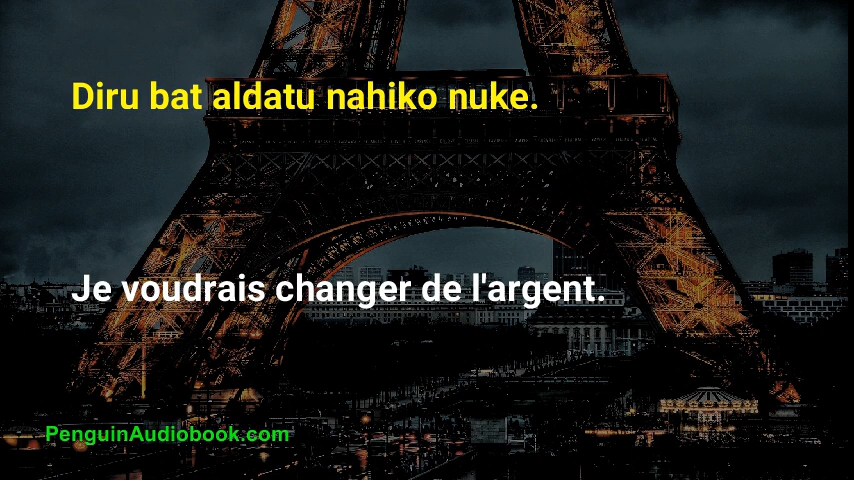 Diru bat aldatu nahiko nuke.
Je voudrais changer de l'argent.
PenguinAudiobook.com